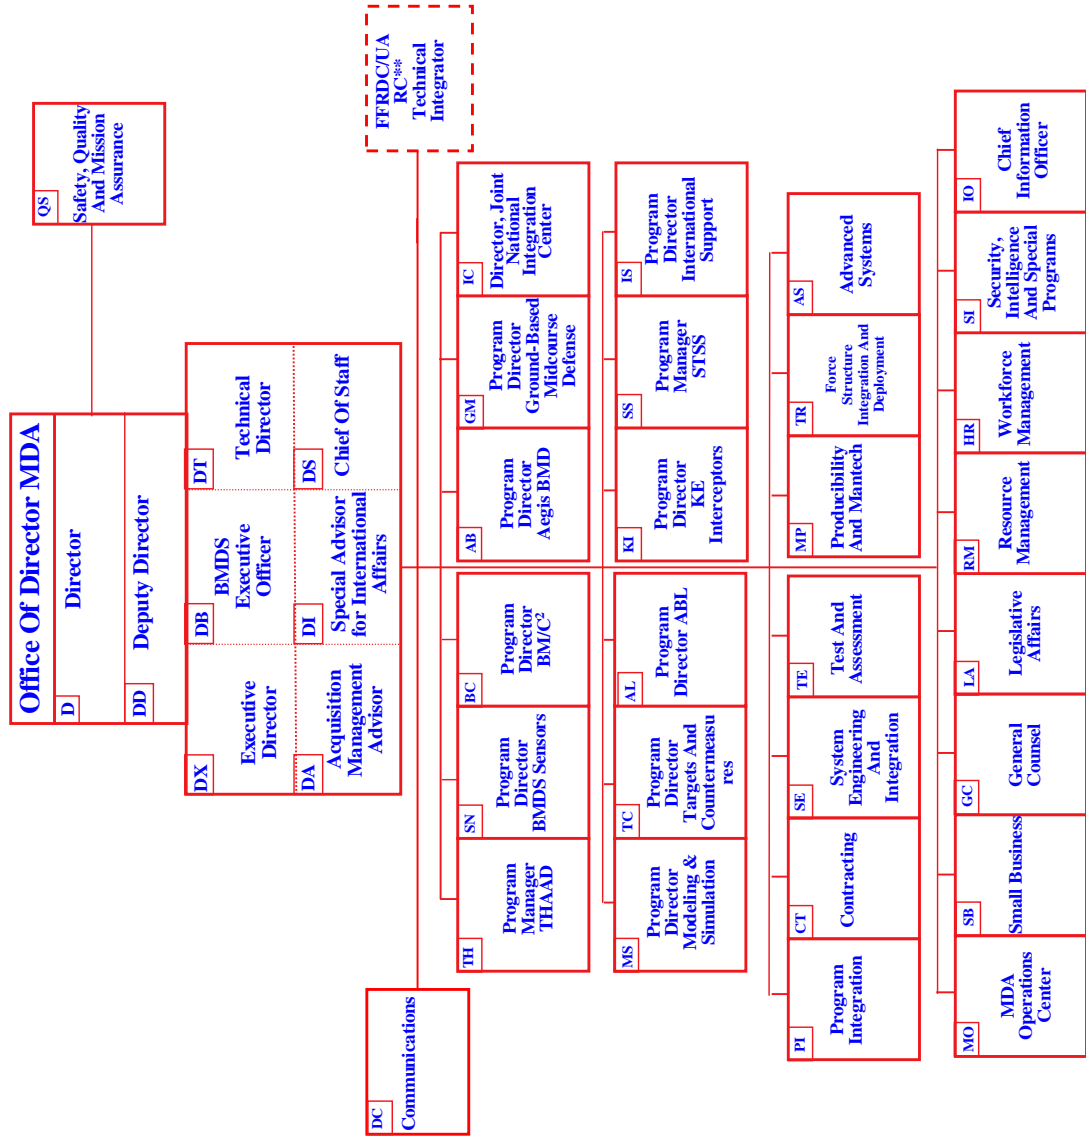 Office Of Director MDA
D
Director
DD
Deputy Director
QS
Safety, Quality
And Mission
Assurance
DX
Executive
Director
DB
BMDS
Executive
Officer
DT
Technical
Director
DA
Acquisition
Management
Advisor
DI
Special Advisor
for International
Affairs
DS
Chief Of Staff
DC
Communications
FFRDC/UA
RC**
Technical
Integrator
TH
Program
Manager
THAAD
SN
Program
Director
BMDS Sensors
BC
Program
Director
BM/C²
AB
Program
Director
Aegis BMD
GM
Program
Director
Ground-Based
Midcourse
Defense
IC
Director, Joint
National
Integration
Center
MS
Program
Director
Modeling &
Simulation
TC
Program
Director
Targets And
Countermeasu
res
AL
Program
Director ABL
KI
Program
Director
KE
Interceptors
SS
Program
Manager
STSS
IS
Program
Director
International
Support
PI
Program
Integration
CT
Contracting
SE
System
Engineering
And
Integration
TE
Test And
Assessment
MP
Producibility
And Mantech
TR
Force
Structure
Integration And
Deployment
AS
Advanced
Systems
MO
MDA
Operations
Center
SB
Small Business
GC
General
Counsel
LA
Legislative
Affairs
RM
Resource
Management
HR
Workforce
Management
SI
Security,
Intelligence
And Special
Programs
IO
Chief
Information
Officer